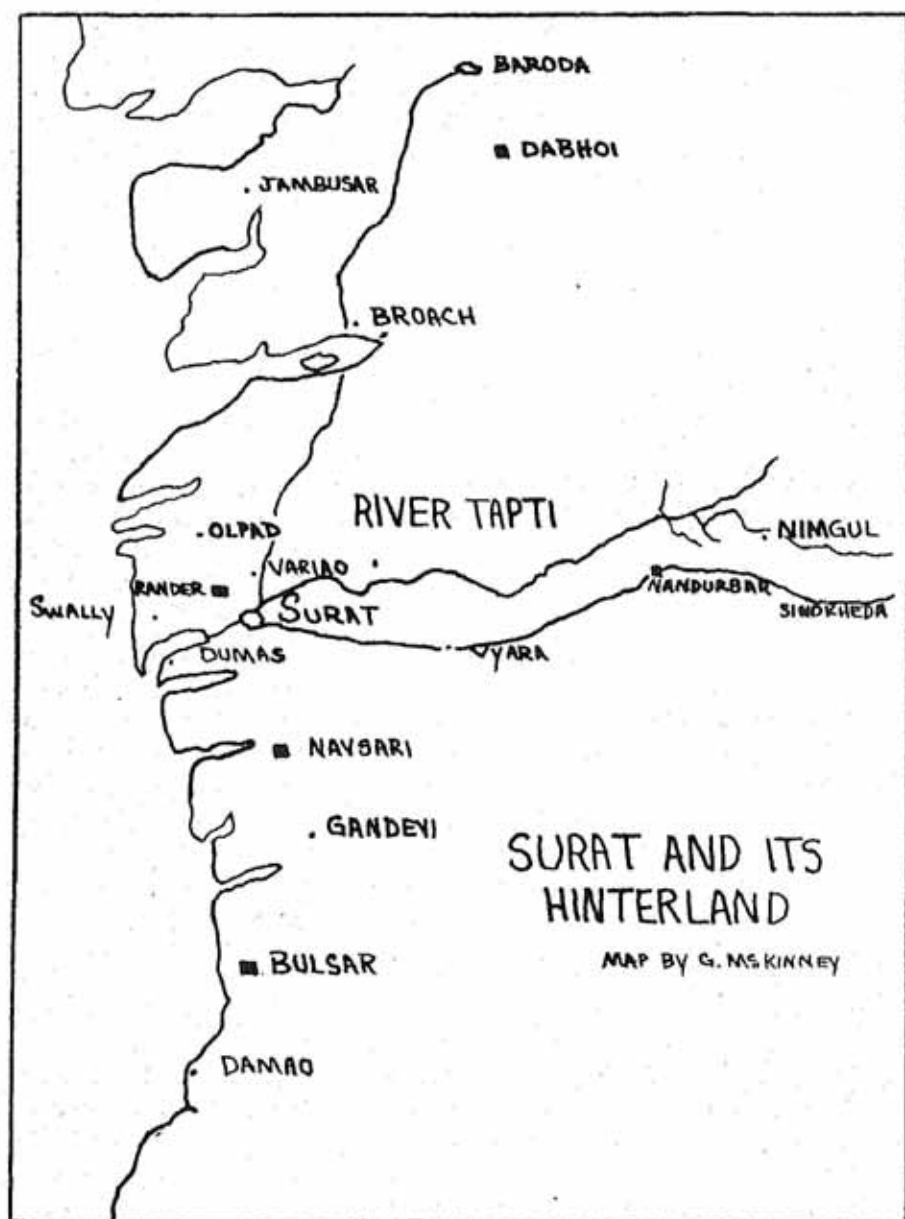 BARODA
DABHOI
JAMBUSAR
BROACH
RIVER TAPTI
OLPAD
NIMGUL
VARIAO
RANDER
NANDURBAR
SWALLY
SURAT
SINDKHEDA
DUMAS
VYARA
NAVSARI
GANDEVI
SURAT AND ITS
HINTERLAND
MAP BY G. MSKINNEY
BULSAR
DAMAO